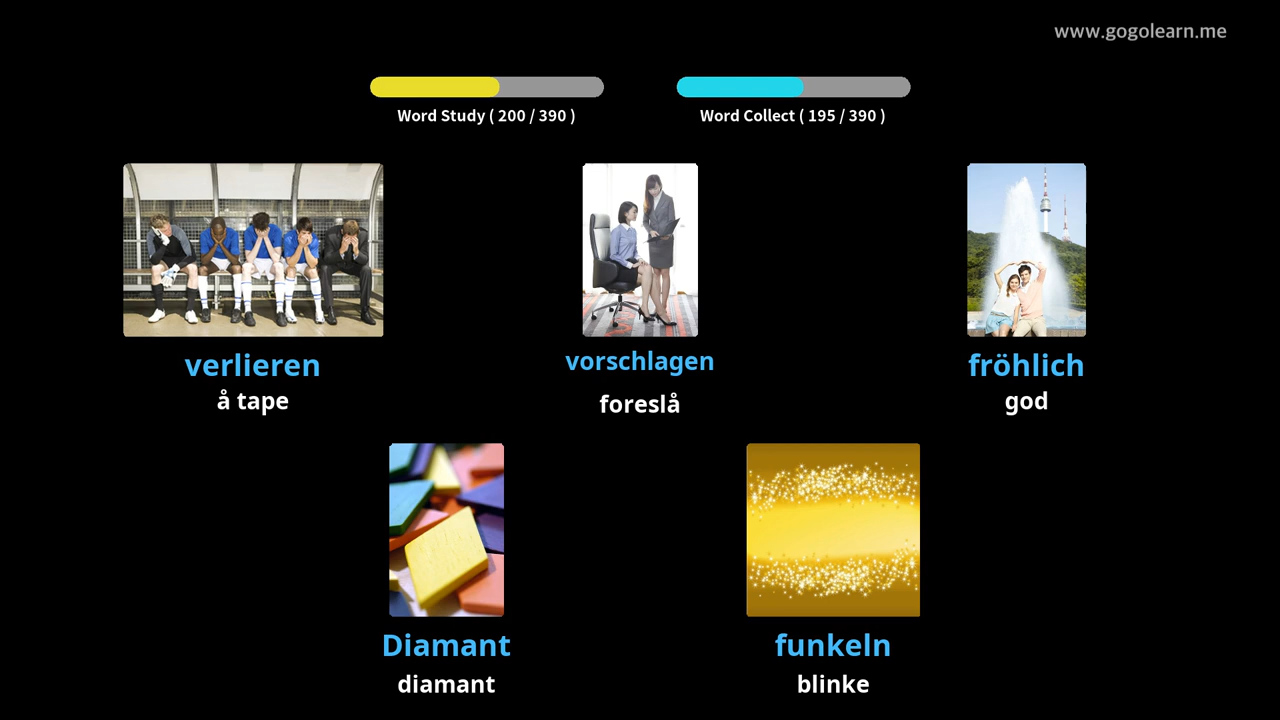 www.gogolearn.me
Word Study ( 200 / 390 )
Word Collect ( 195 / 390 )
verlieren
å tape
vorschlagen
foreslå
fröhlich
god
Diamant
diamant
funkeln
blinke